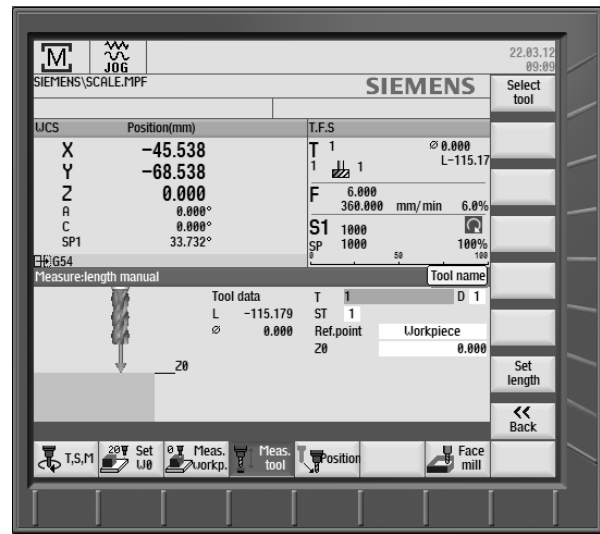 M JOG
22.03.12
09:09
SIEMENS\SCALE.MPF
SIEMENS
Select tool
WCS Position(mm)
X -45.538
Y -68.538
Z 0.000
A 0.000°
C 0.000°
SP1 33.732°
G54
T.F.S
T 1 ⌀ 0.000
1 1 L-115.17
F 6.000
360.000 mm/min 6.0%
S1 1000
SP 1000 100%
0 50 100
Measure:length manual
Tool name
Tool data T 1 D 1
L -115.179 ST 1
⌀ 0.000 Ref.point Workpiece
Z0 0.000
Z0
Set length
<< Back
T,S,M
Set W0
Meas. workp.
Meas. tool
Position
Face mill